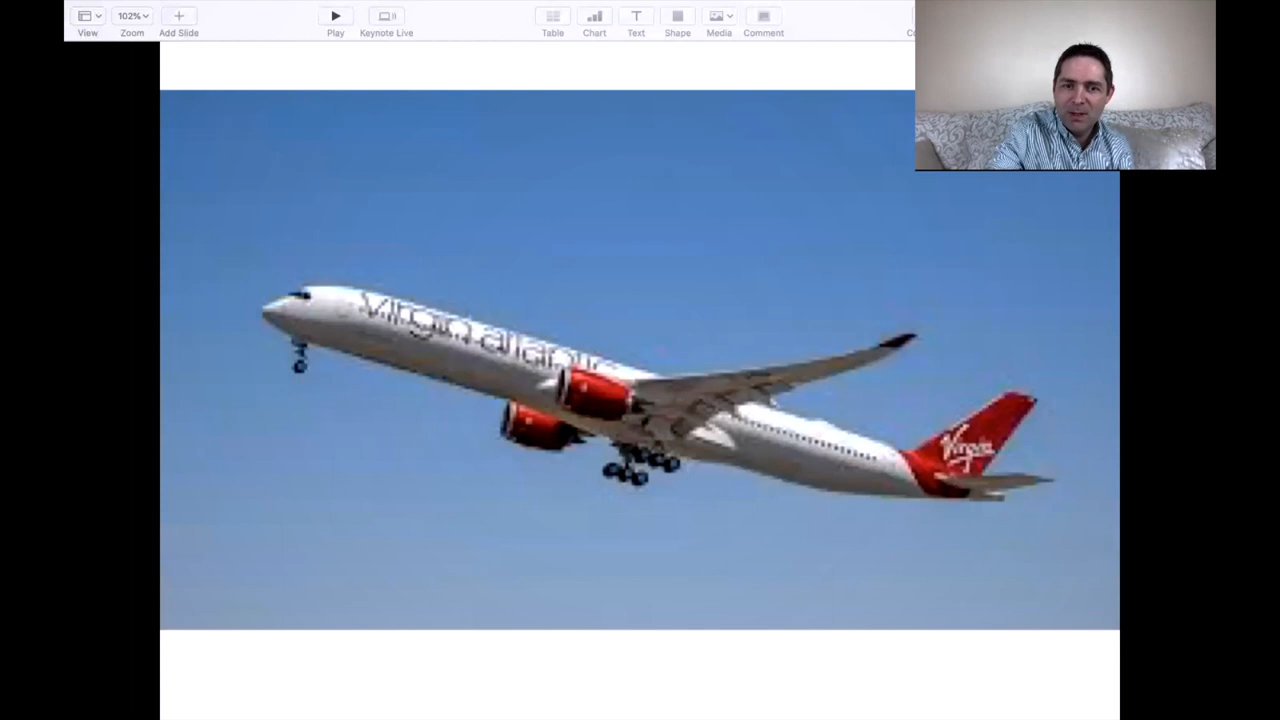 102%
View
Zoom
Add Slide
Play
Keynote Live
Table
Chart
Text
Shape
Media
Comment
virgin atlantic
Virgin